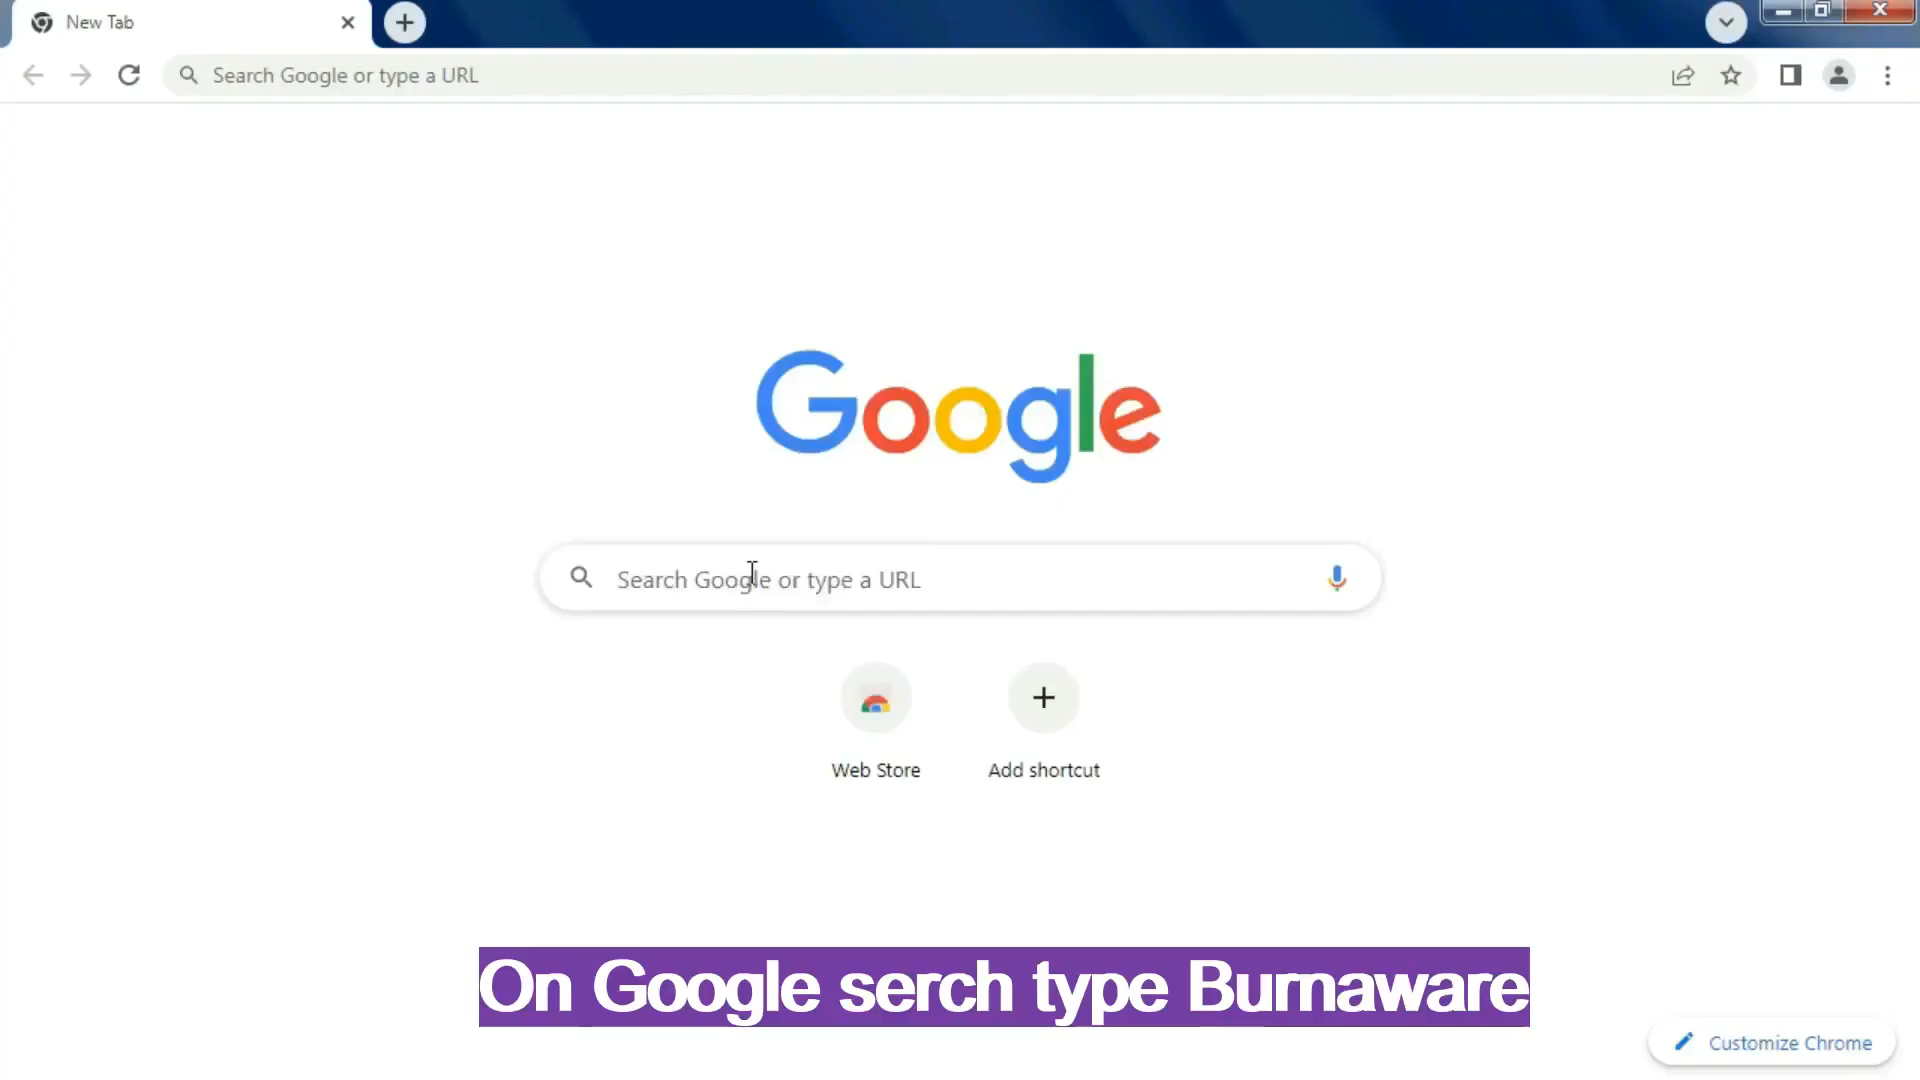 New Tab
Search Google or type a URL
Google
Search Google or type a URL
Web Store
Add shortcut
On Google serch type Burnaware
Customize Chrome